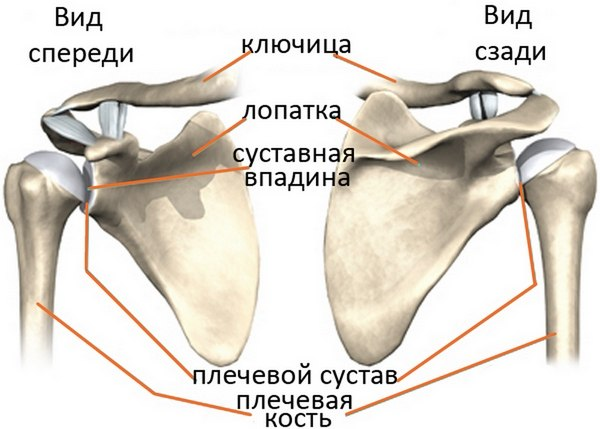 Вид
спереди
Вид
сзади
ключица
лопатка
суставная
впадина
плечевой сустав
плечевая
кость